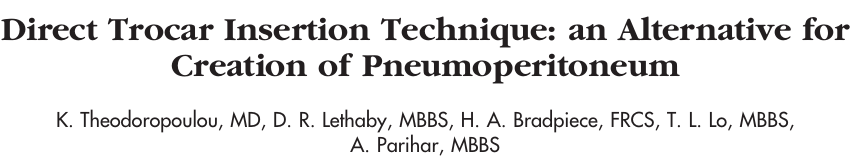 Direct Trocar Insertion Technique: an Alternative for
Creation of Pneumoperitoneum
K. Theodoropoulou, MD, D. R. Lethaby, MBBS, H. A. Bradpiece, FRCS, T. L. Lo, MBBS,
A. Parihar, MBBS